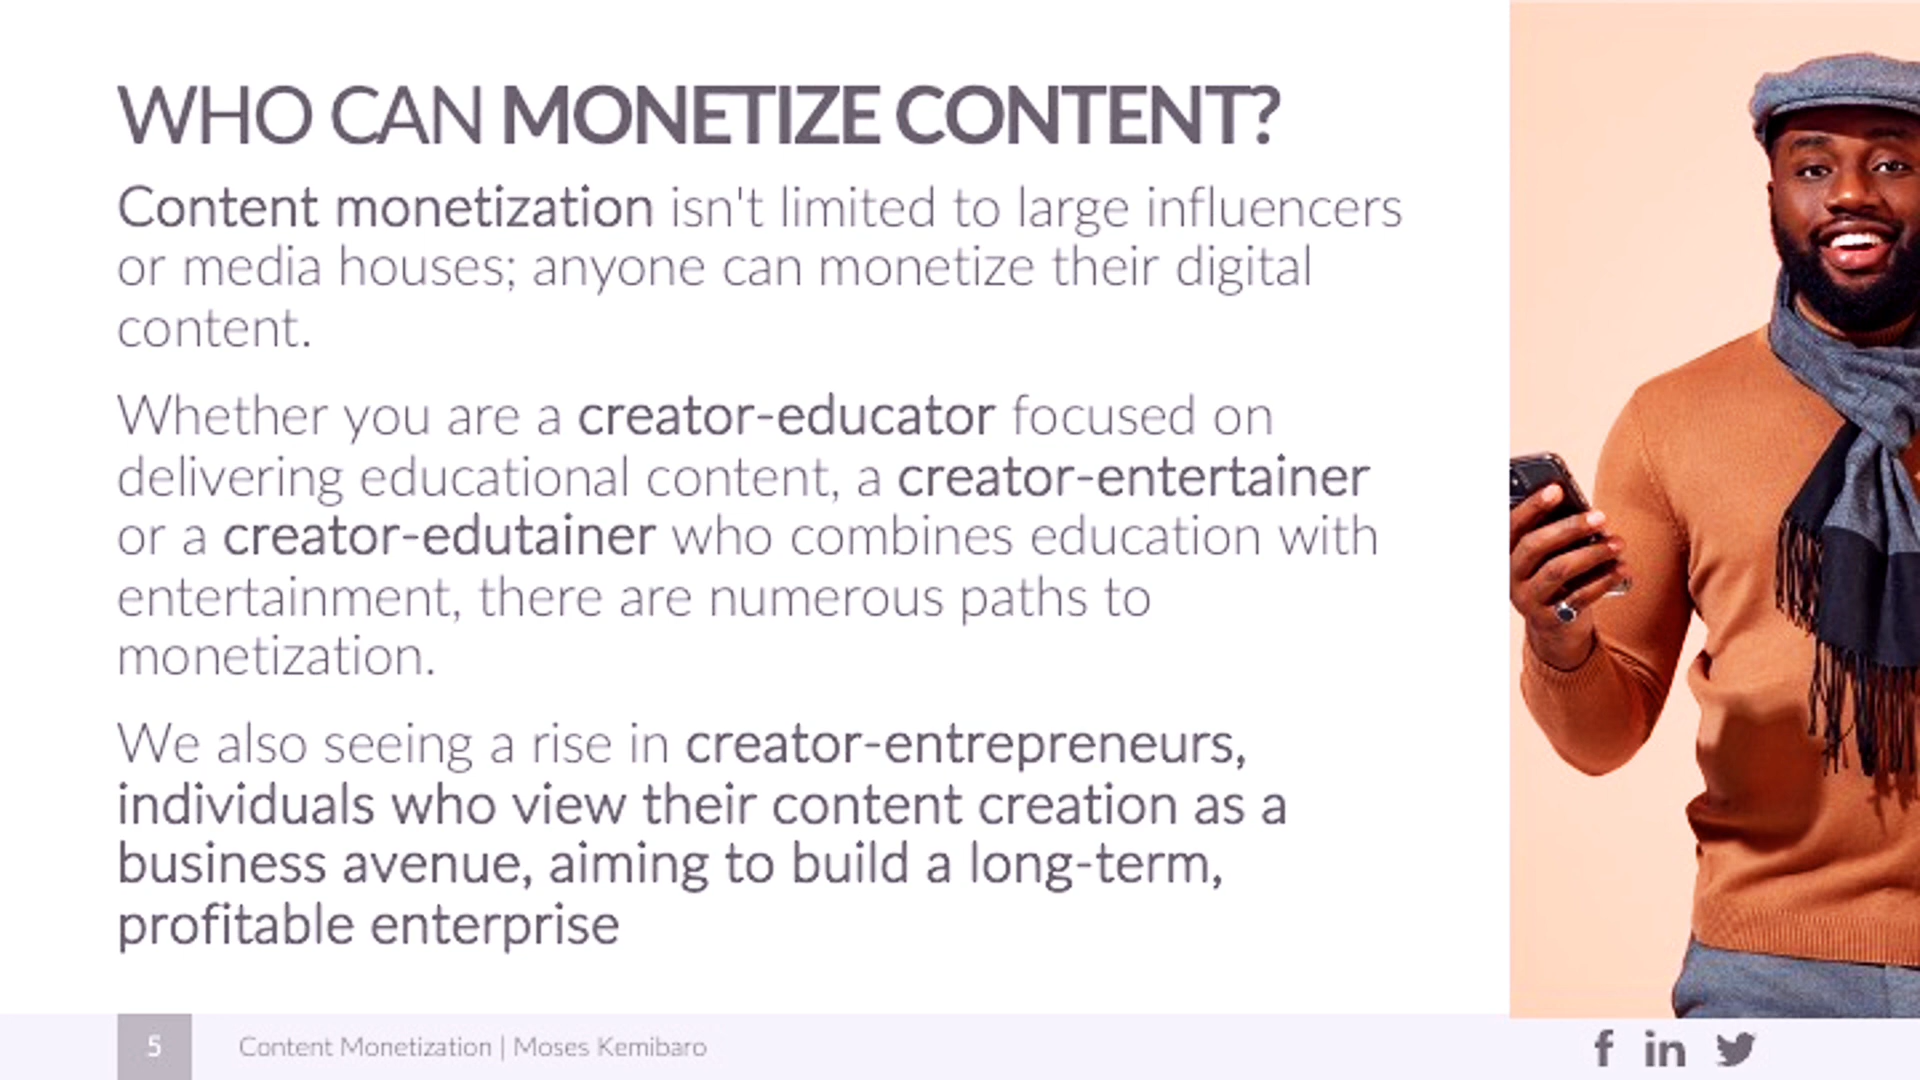 WHO CAN MONETIZE CONTENT?
Content monetization isn't limited to large influencers
or media houses; anyone can monetize their digital
content.
Whether you are a creator-educator focused on
delivering educational content, a creator-entertainer
or a creator-edutainer who combines education with
entertainment, there are numerous paths to
monetization.
We also seeing a rise in creator-entrepreneurs,
individuals who view their content creation as a
business avenue, aiming to build a long-term,
profitable enterprise
5
Content Monetization | Moses Kemibaro